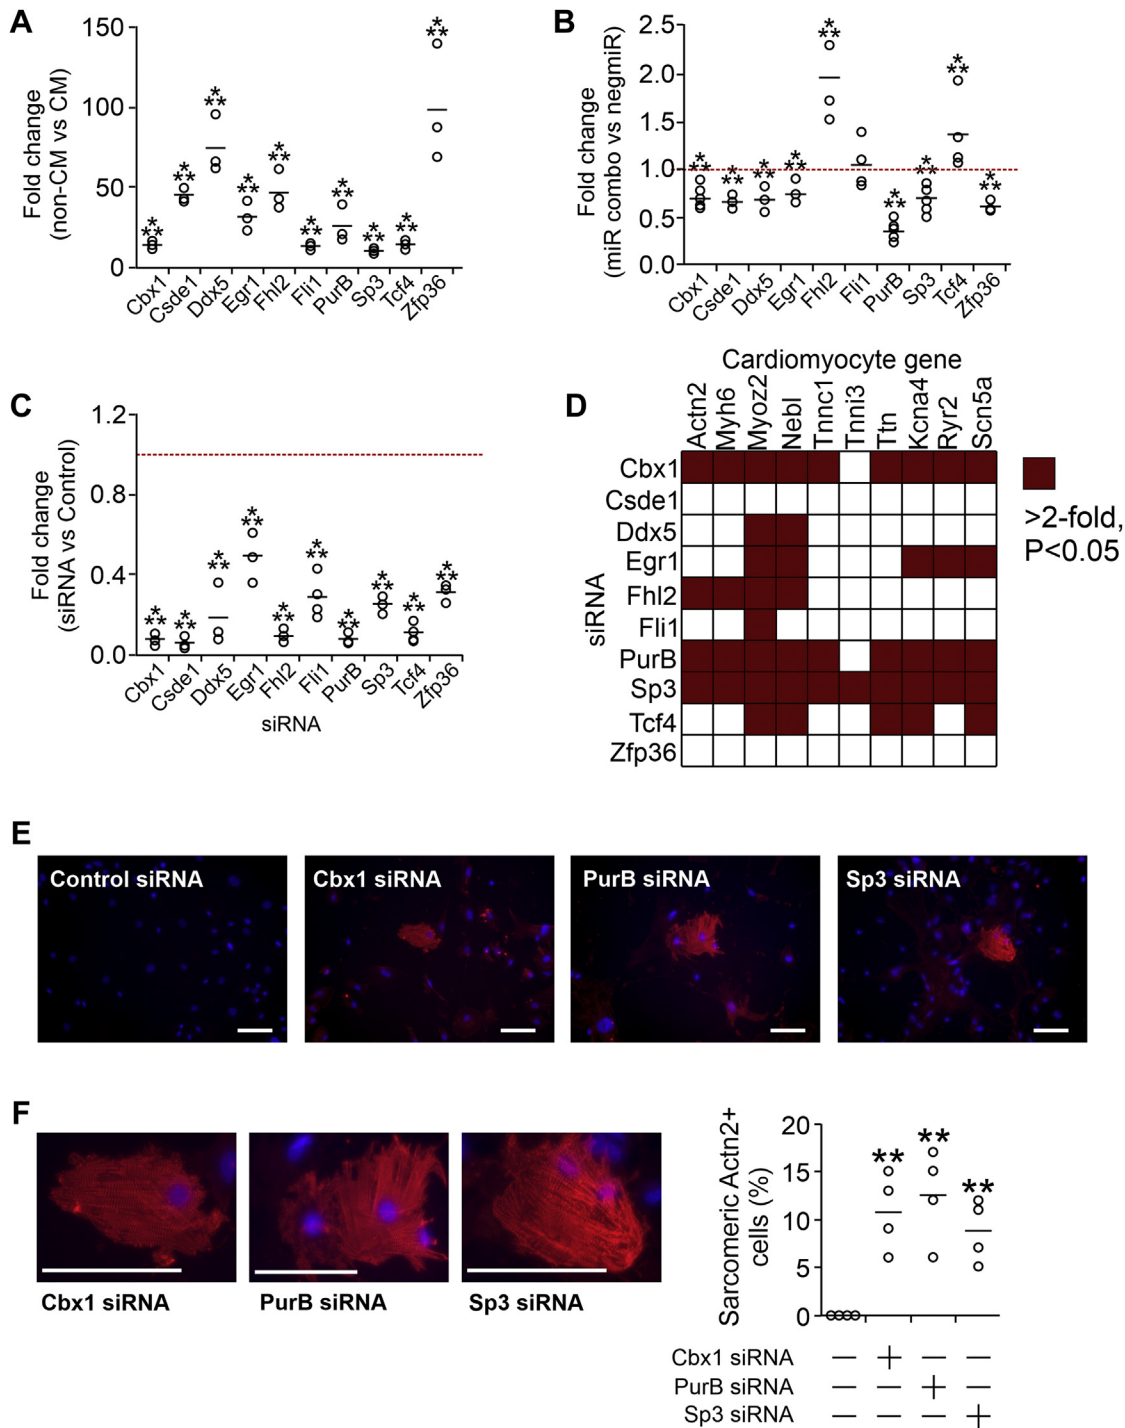 A
Fold change
(non-CM vs CM)
150
100
50
0
*
**
*
**
*
**
*
**
*
**
*
**
*
**
*
**
*
**
*
**
Cbx1
Csde1
Ddx5
Egr1
Fhl2
Fli1
PurB
Sp3
Tcf4
Zfp36
B
Fold change
(miR combo vs negmiR)
2.5
2.0
1.5
1.0
0.5
0.0
*
**
*
**
*
**
*
**
*
**
*
**
*
**
*
**
*
**
Cbx1
Csde1
Ddx5
Egr1
Fhl2
Fli1
PurB
Sp3
Tcf4
Zfp36
C
Fold change
(siRNA vs Control)
1.2
0.8
0.4
0.0
*
**
*
**
*
**
*
**
*
**
*
**
*
**
*
**
*
**
*
**
Cbx1
Csde1
Ddx5
Egr1
Fhl2
Fli1
PurB
Sp3
Tcf4
Zfp36
siRNA
D
Cardiomyocyte gene
Actn2
Myh6
Myoz2
Nebl
Tnnc1
Tnni3
Ttn
Kcna4
Ryr2
Scn5a
siRNA
Cbx1
Csde1
Ddx5
Egr1
Fhl2
Fli1
PurB
Sp3
Tcf4
Zfp36
>2-fold,
P<0.05
E
Control siRNA
Cbx1 siRNA
PurB siRNA
Sp3 siRNA
F
Cbx1 siRNA
PurB siRNA
Sp3 siRNA
Sarcomeric Actn2+
cells (%)
20
15
10
5
0
**
**
**
Cbx1 siRNA — + — —
PurB siRNA — — + —
Sp3 siRNA — — — +